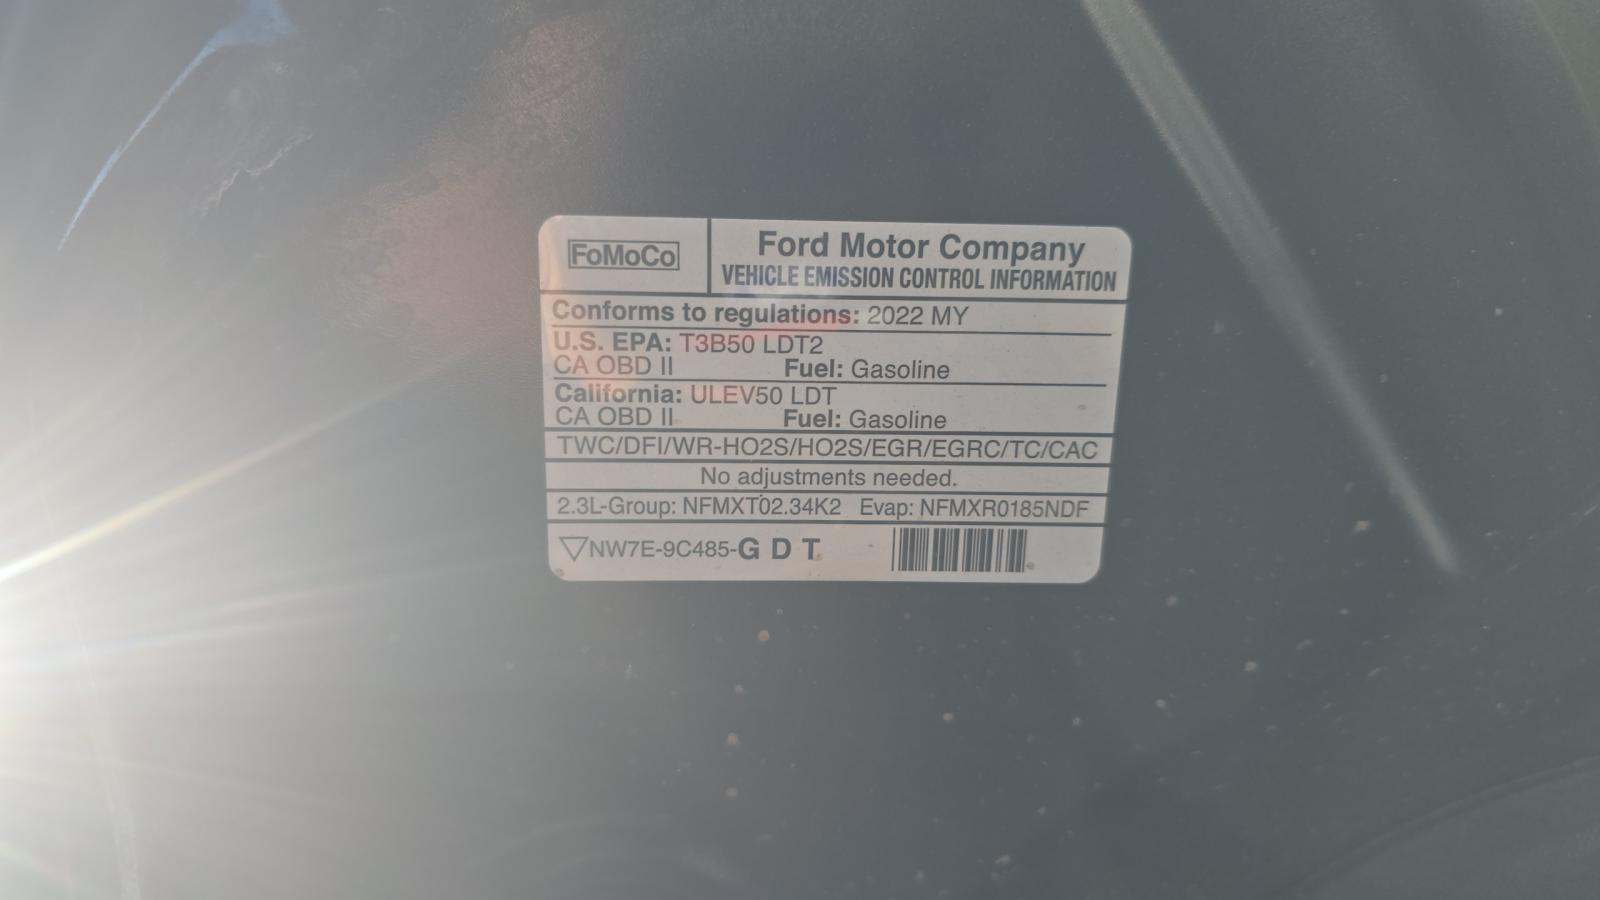 FoMoCo
Ford Motor Company
VEHICLE EMISSION CONTROL INFORMATION
Conforms to regulations: 2022 MY
U.S. EPA: T3B50 LDT2
CA OBD II Fuel: Gasoline
California: ULEV50 LDT
CA OBD II Fuel: Gasoline
TWC/DFI/WR-HO2S/HO2S/EGR/EGRC/TC/CAC
No adjustments needed.
2.3L-Group: NFMXT02.34K2 Evap: NFMXR0185NDF
NW7E-9C485-G D T